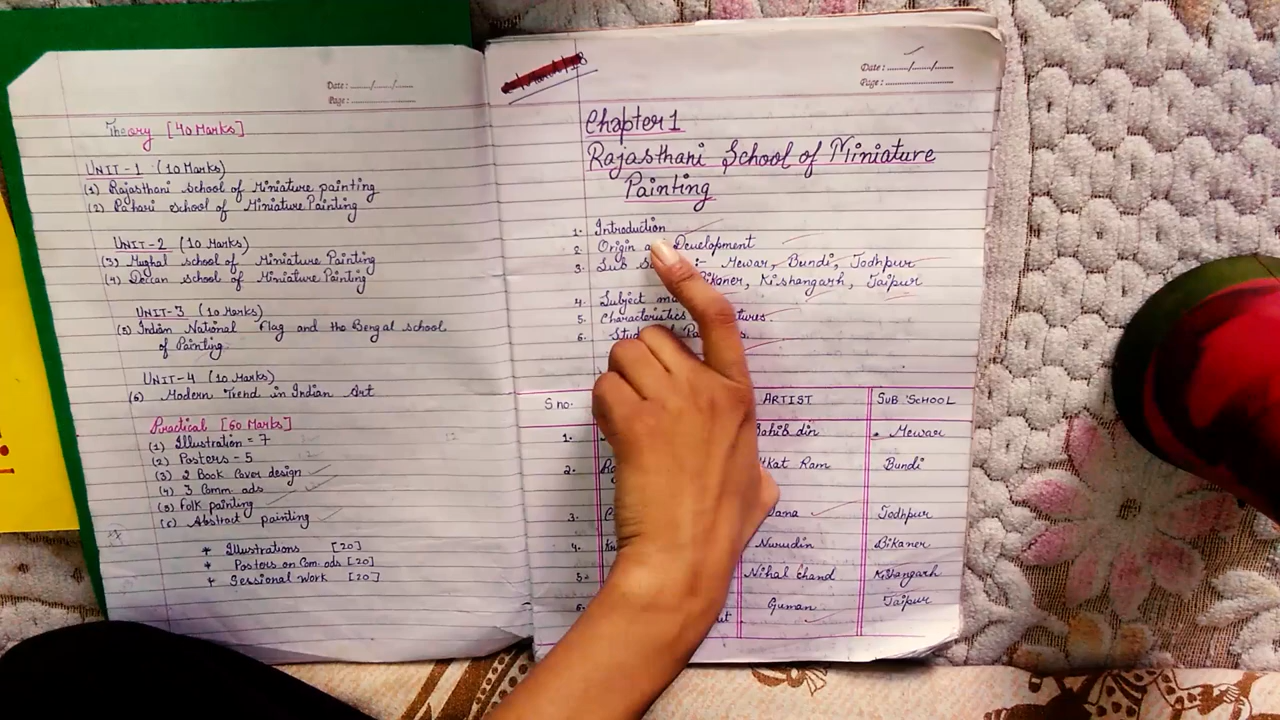 Date : ....../....../......
Page : ......................
Theory [40 Marks]
UNIT-1 (10 Marks)
(1) Rajasthani School of Miniature painting
(2) Pahari School of Miniature Painting
UNIT-2 (10 Marks)
(3) Mughal school of Miniature Painting
(4) Deccan School of Miniature Painting
UNIT-3 (10 Marks)
(5) Indian National Flag and the Bengal school
of Painting
UNIT-4 (10 Marks)
(6) Modern Trend in Indian Art
Practical [60 Marks]
(1) Illustration = 7
(2) Posters - 5
(3) 2 Book Cover design
(4) 3 Comm ads
(5) Folk painting
(6) Abstract painting
Illustrations [20]
Posters on Com. ads [20]
Sessional Work [20]
Date : ....../....../......
Page : ......................
Chapter 1
Rajasthani School of Miniature
Painting
1. Introduction
2. Origin Development
3. Sub :- Mewar, Bundi, Jodhpur
Bikaner, Kishangarh, Jaipur
4. Subject
5. Characteristics
6.
S no. ARTIST SUB SCHOOL
1. Sahibdin Mewar
2. Ram Bundi
3. Dana Jodhpur
4. Nurudin Bikaner
5. Nihal Chand Kishangarh
6. Guman Jaipur